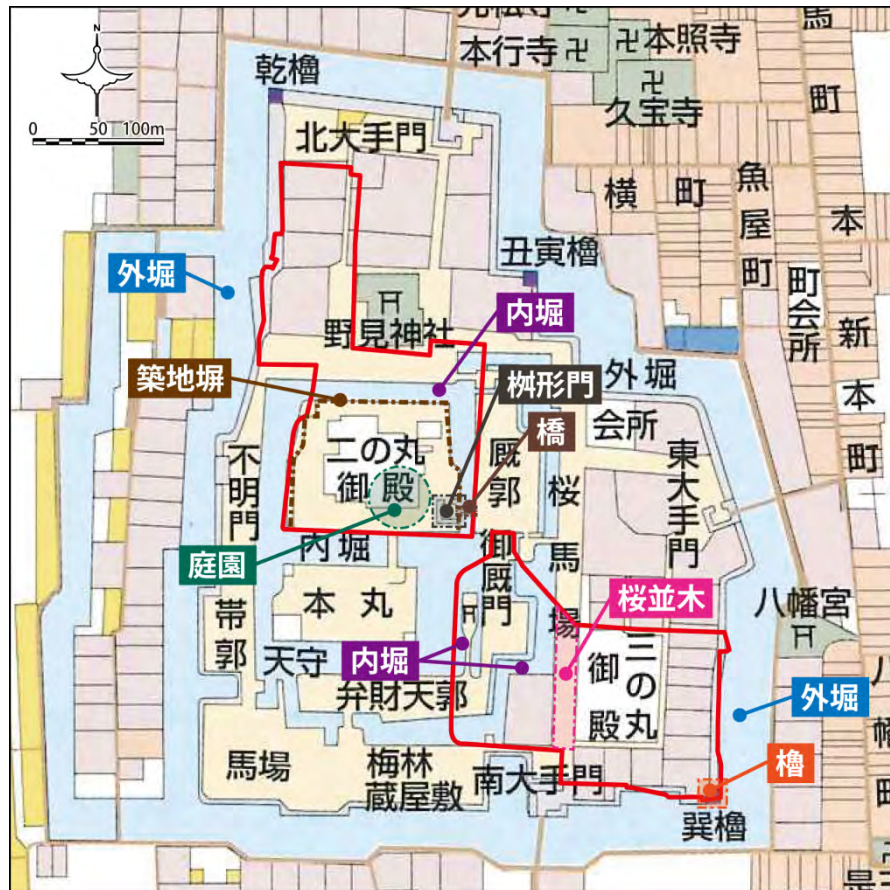 本行寺
本照寺
馬
町
久宝寺
N
0 50 100m
乾櫓
北大手門
横町
魚屋町
本
町
新本町
町会所
丑寅櫓
外堀
野見神社
内堀
築地塀
桝形門
外堀
橋
会所
二の丸
御殿
厩郭
桜馬場
東大手門
不明門
庭園
内堀
御厩門
本丸
桜並木
八幡宮
帯郭
天守
内堀
弁財天郭
三の丸
御殿
外堀
八幡
町
馬場
梅林
蔵屋敷
南大手門
櫓
巽櫓